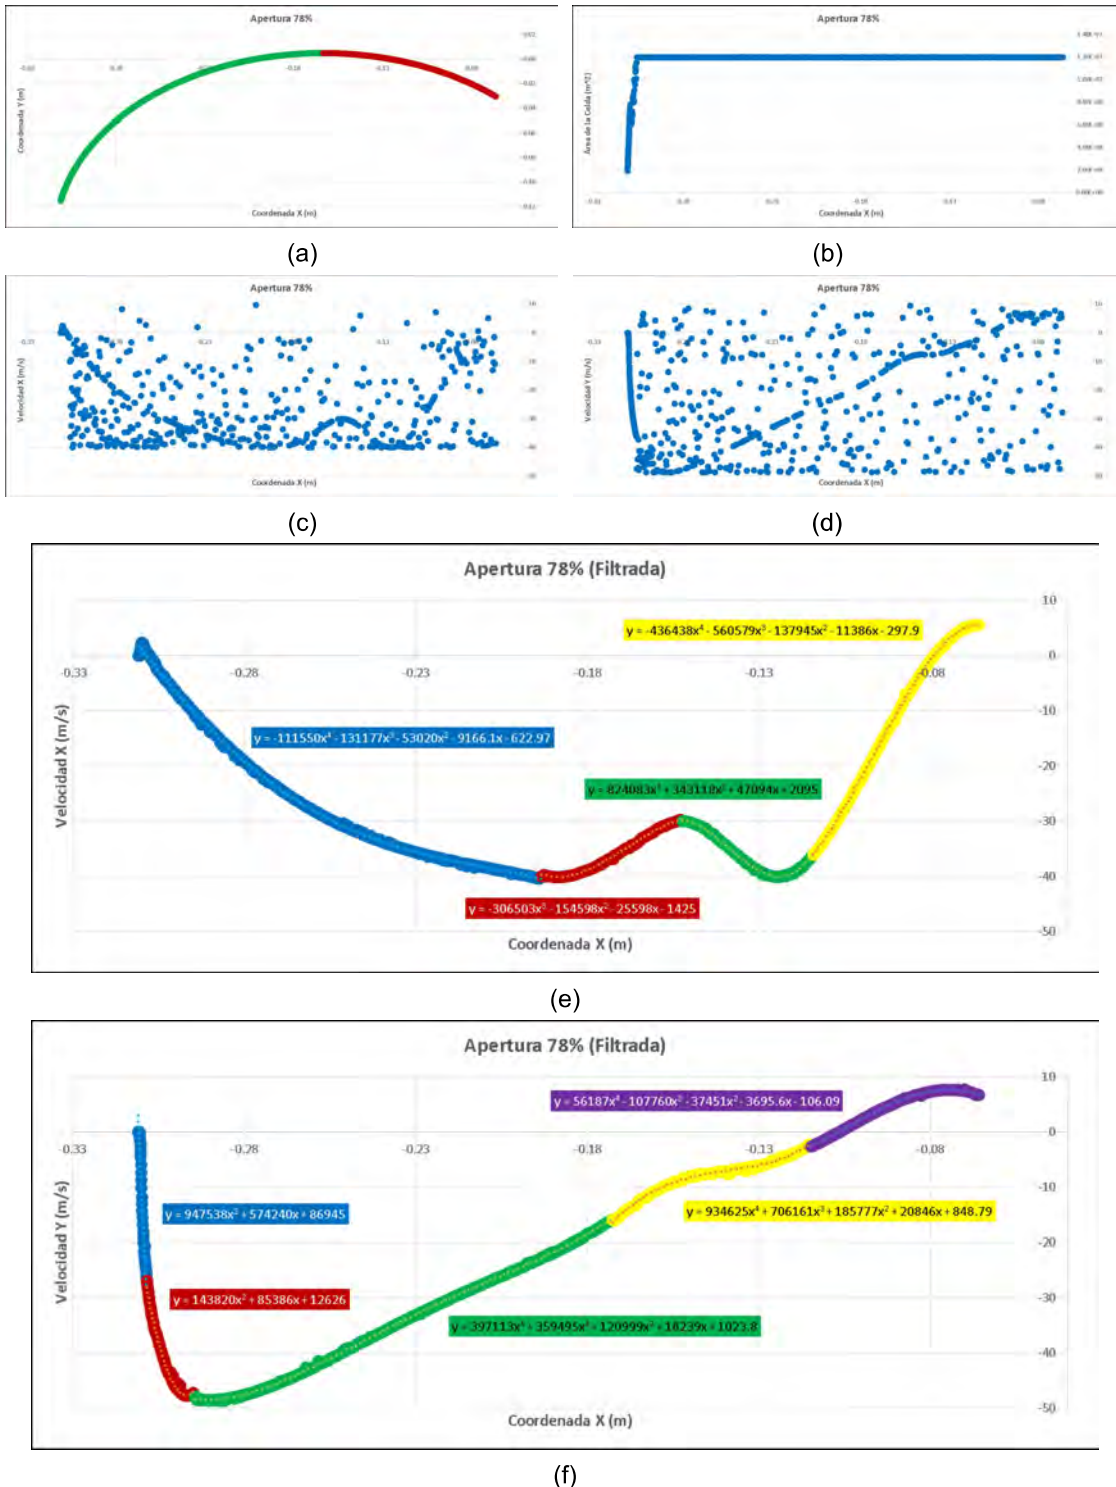 Apertura 78%
Coordenada Y (m)
Coordenada X (m)
(a)
Apertura 78%
Área de la Celda (m^2)
Coordenada X (m)
(b)
Apertura 78%
Velocidad X (m/s)
Coordenada X (m)
(c)
Apertura 78%
Velocidad Y (m/s)
Coordenada X (m)
(d)
Apertura 78% (Filtrada)
10
0
-10
-20
-30
-40
-50
-0.33
-0.28
-0.23
-0.18
-0.13
-0.08
y = -436438x⁴ - 560579x³ - 137945x² - 11386x - 297.9
y = -111550x⁴ - 131177x³ - 53020x² - 9166.1x - 622.97
y = 824083x³ + 343118x² + 47094x + 2095
y = -306503x³ - 154598x² - 25598x - 1425
Velocidad X (m/s)
Coordenada X (m)
(e)
Apertura 78% (Filtrada)
10
0
-10
-20
-30
-40
-50
-0.33
-0.28
-0.23
-0.18
-0.13
-0.08
y = 56187x⁴ - 107760x³ - 37451x² - 3695.6x - 106.09
y = 947538x² + 574240x + 86945
y = 934625x⁴ + 706161x³ + 185777x² + 20846x + 848.79
y = 143820x² + 85386x + 12626
y = 397113x⁴ + 359495x³ + 120999x² + 18239x + 1023.8
Velocidad Y (m/s)
Coordenada X (m)
(f)